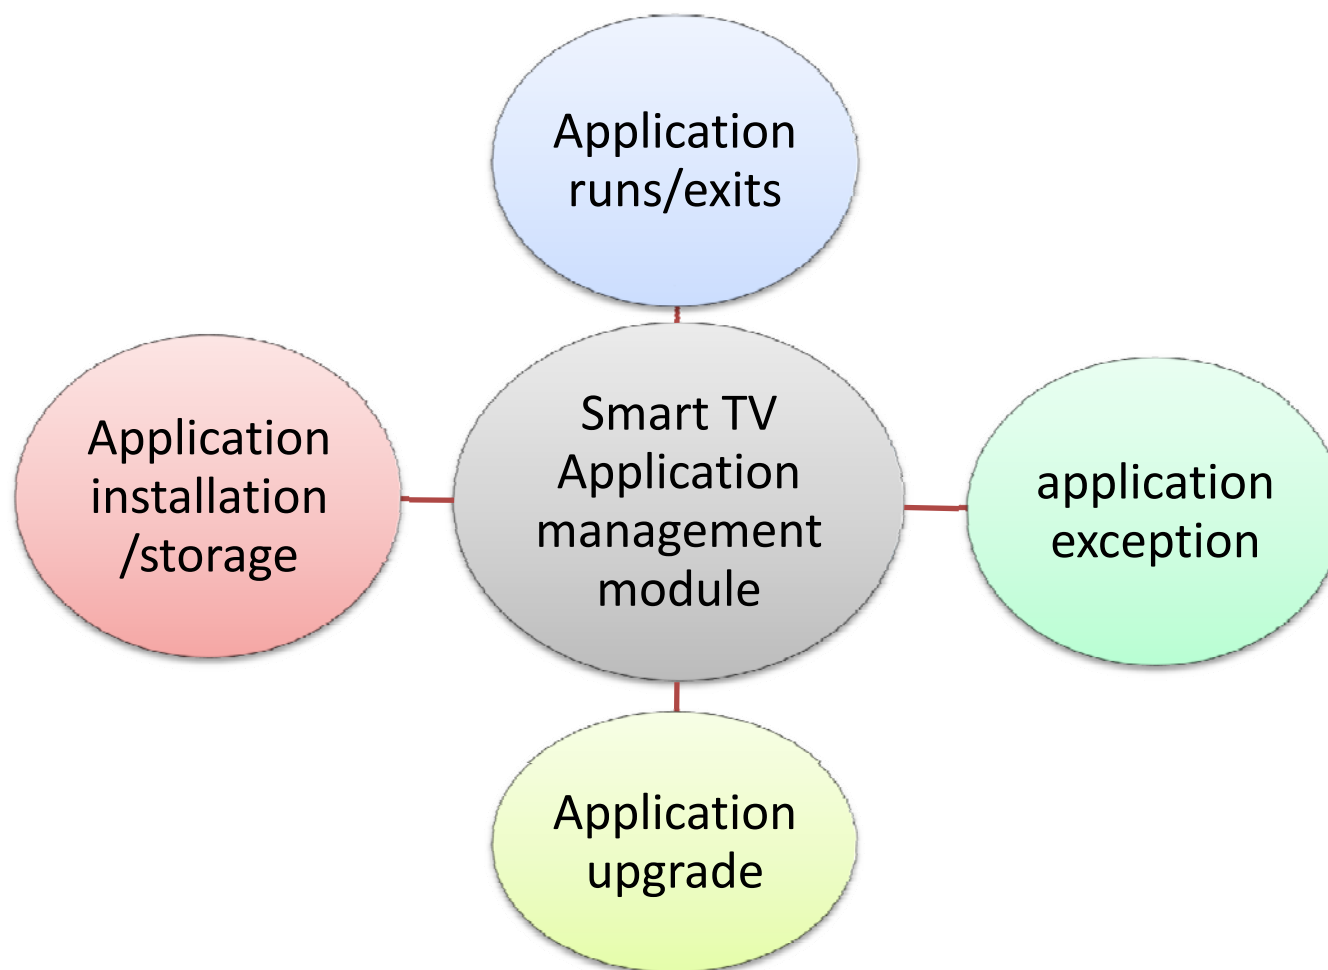 Application
runs/exits
Application
installation
/storage
Smart TV
Application
management
module
application
exception
Application
upgrade